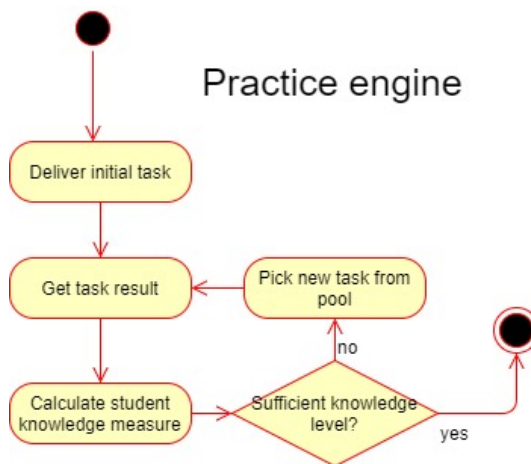 Practice engine
Deliver initial task
Get task result
Pick new task from
pool
no
Calculate student
knowledge measure
Sufficient knowledge
level?
yes